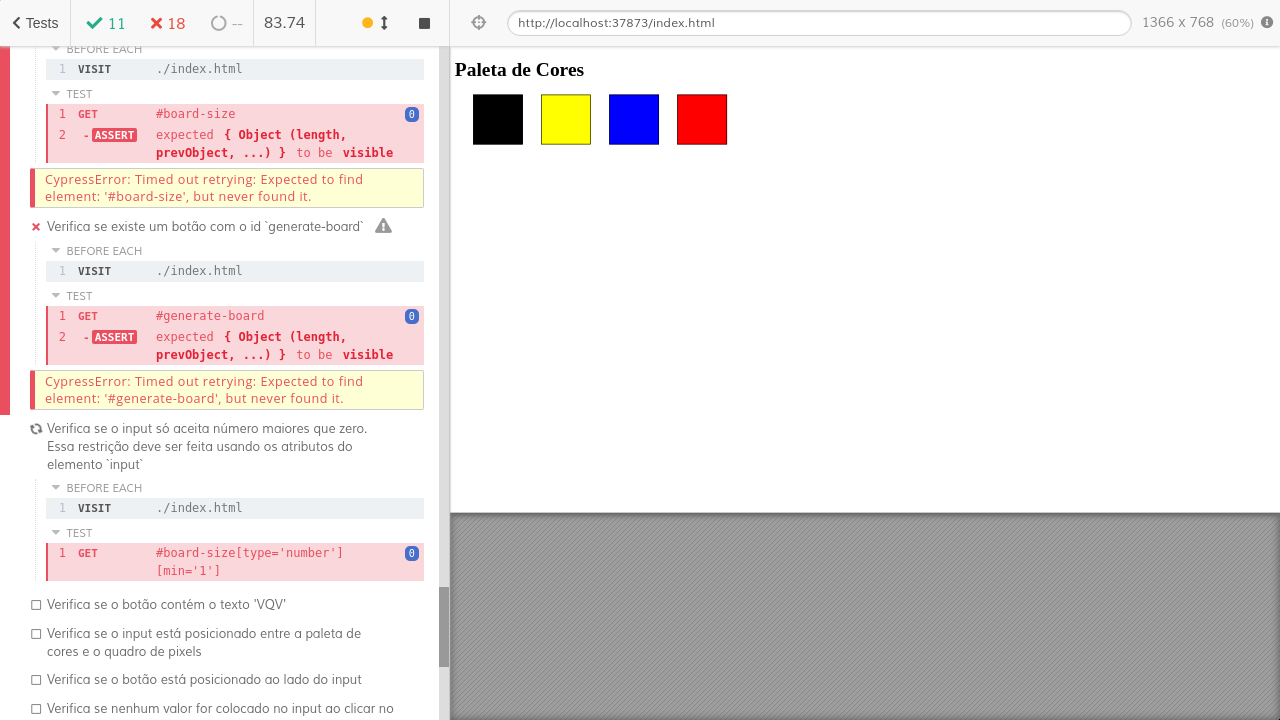 Tests
11
18
--
83.74
http://localhost:37873/index.html
1366 x 768 (60%)
BEFORE EACH
1 VISIT ./index.html
TEST
1 GET #board-size 0
2 -ASSERT expected { Object (length,
prevObject, ...) } to be visible
CypressError: Timed out retrying: Expected to find
element: '#board-size', but never found it.
Verifica se existe um botão com o id `generate-board`
BEFORE EACH
1 VISIT ./index.html
TEST
1 GET #generate-board 0
2 -ASSERT expected { Object (length,
prevObject, ...) } to be visible
CypressError: Timed out retrying: Expected to find
element: '#generate-board', but never found it.
Verifica se o input só aceita número maiores que zero.
Essa restrição deve ser feita usando os atributos do
elemento `input`
BEFORE EACH
1 VISIT ./index.html
TEST
1 GET #board-size[type='number'] 0
[min='1']
Verifica se o botão contém o texto 'VQV'
Verifica se o input está posicionado entre a paleta de
cores e o quadro de pixels
Verifica se o botão está posicionado ao lado do input
Verifica se nenhum valor for colocado no input ao clicar no
Paleta de Cores